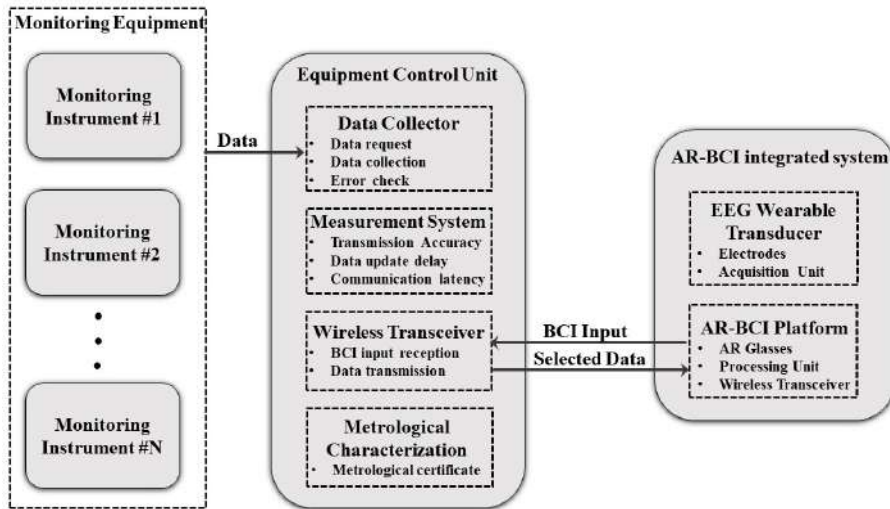 Monitoring Equipment
Monitoring
Instrument #1
Monitoring
Instrument #2
Monitoring
Instrument #N
Data
Equipment Control Unit
Data Collector
• Data request
• Data collection
• Error check
Measurement System
• Transmission Accuracy
• Data update delay
• Communication latency
Wireless Transceiver
• BCI input reception
• Data transmission
Metrological
Characterization
• Metrological certificate
BCI Input
Selected Data
AR-BCI integrated system
EEG Wearable
Transducer
• Electrodes
• Acquisition Unit
AR-BCI Platform
• AR Glasses
• Processing Unit
• Wireless Transceiver